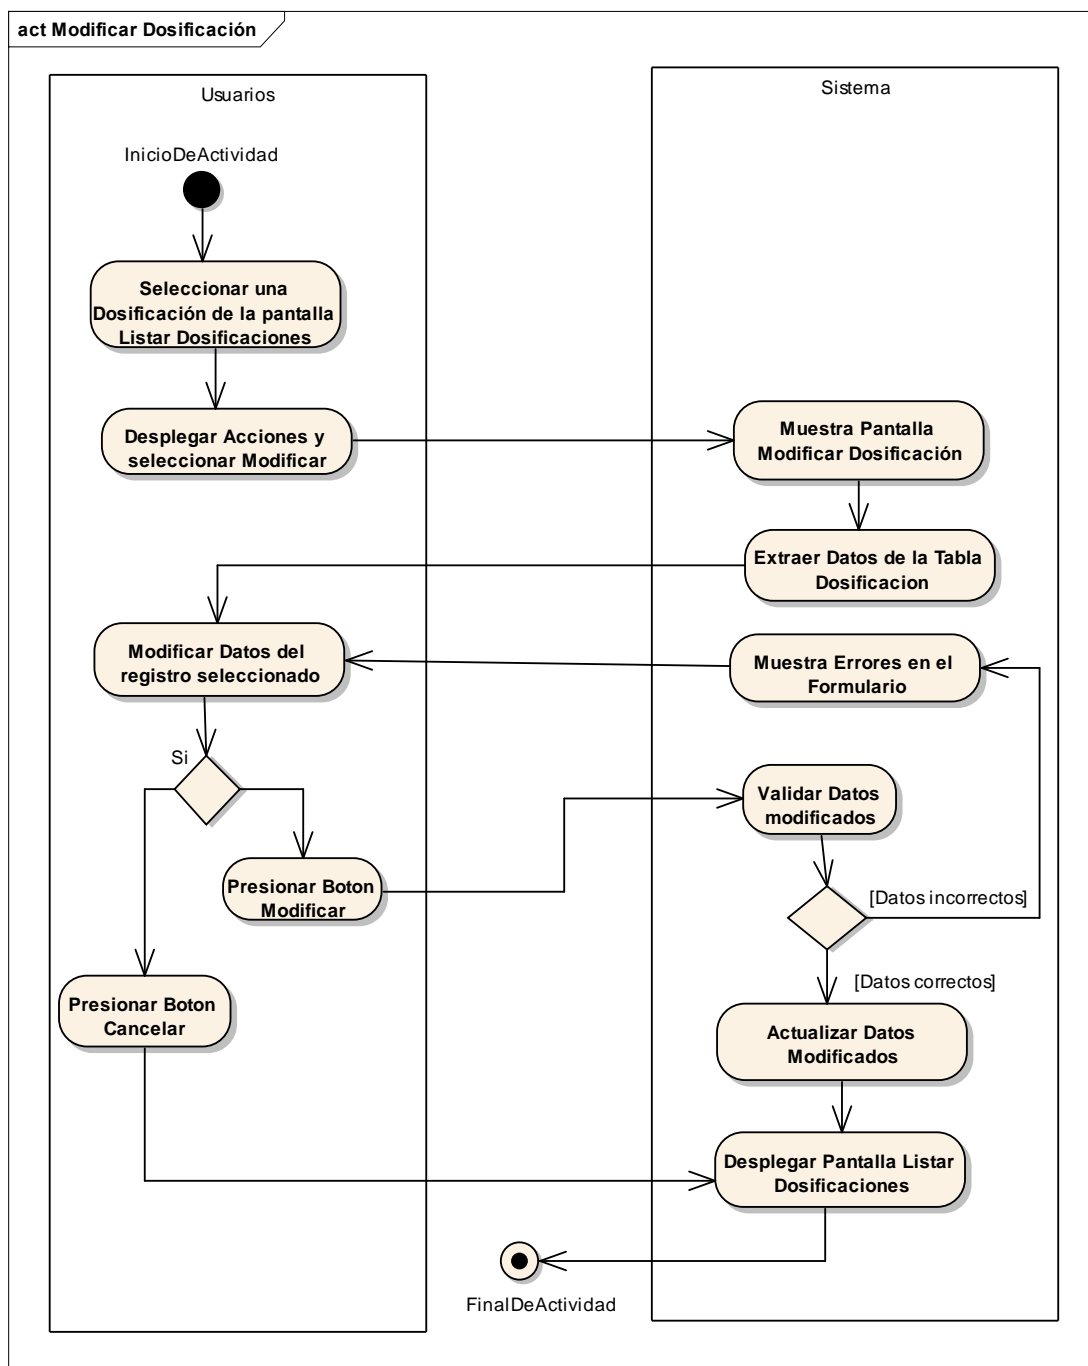 act Modificar Dosificación
Usuarios
Sistema
InicioDeActividad
Seleccionar una
Dosificación de la pantalla
Listar Dosificaciones
Desplegar Acciones y
seleccionar Modificar
Muestra Pantalla
Modificar Dosificación
Extraer Datos de la Tabla
Dosificacion
Modificar Datos del
registro seleccionado
Muestra Errores en el
Formulario
Si
Validar Datos
modificados
Presionar Boton
Modificar
[Datos incorrectos]
Presionar Boton
Cancelar
[Datos correctos]
Actualizar Datos
Modificados
Desplegar Pantalla Listar
Dosificaciones
FinalDeActividad